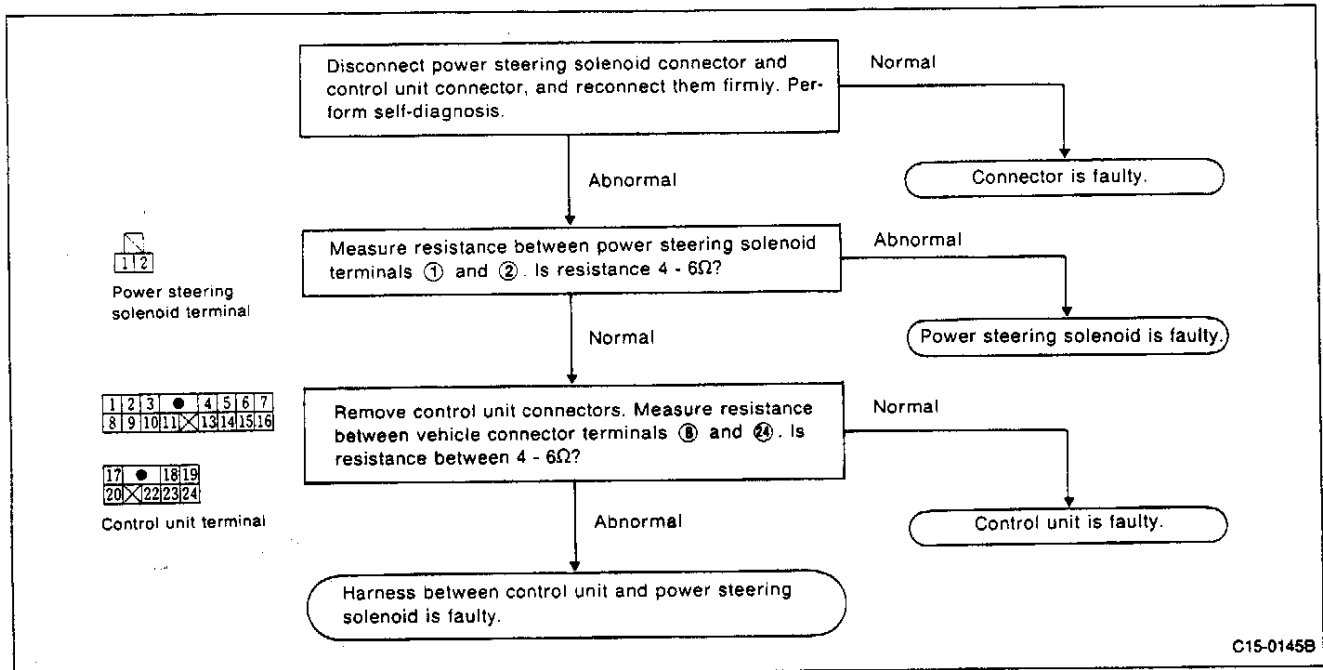 Disconnect power steering solenoid connector and
control unit connector, and reconnect them firmly. Per-
form self-diagnosis.
Normal
Connector is faulty.
Abnormal
1 2
Power steering
solenoid terminal
Measure resistance between power steering solenoid
terminals ① and ②. Is resistance 4 - 6Ω?
Abnormal
Power steering solenoid is faulty.
Normal
1 2 3 ● 4 5 6 7
8 9 10 11 13 14 15 16
17 ● 18 19
20 22 23 24
Control unit terminal
Remove control unit connectors. Measure resistance
between vehicle connector terminals and ㉔. Is
resistance between 4 - 6Ω?
Normal
Control unit is faulty.
Abnormal
Harness between control unit and power steering
solenoid is faulty.
C15-0145B